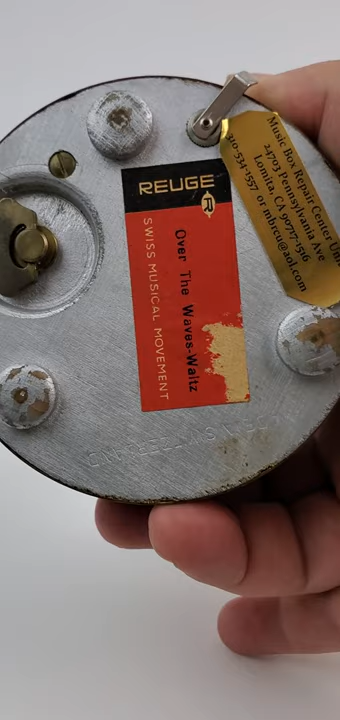 REUGE
R
SWISS MUSICAL MOVEMENT
Over The Waves-Waltz
Music Box Repair Center
24703 Pennsylvania Ave
Lomita, CA 90717-1516
310-534-1557 or mbrcu@aol.com